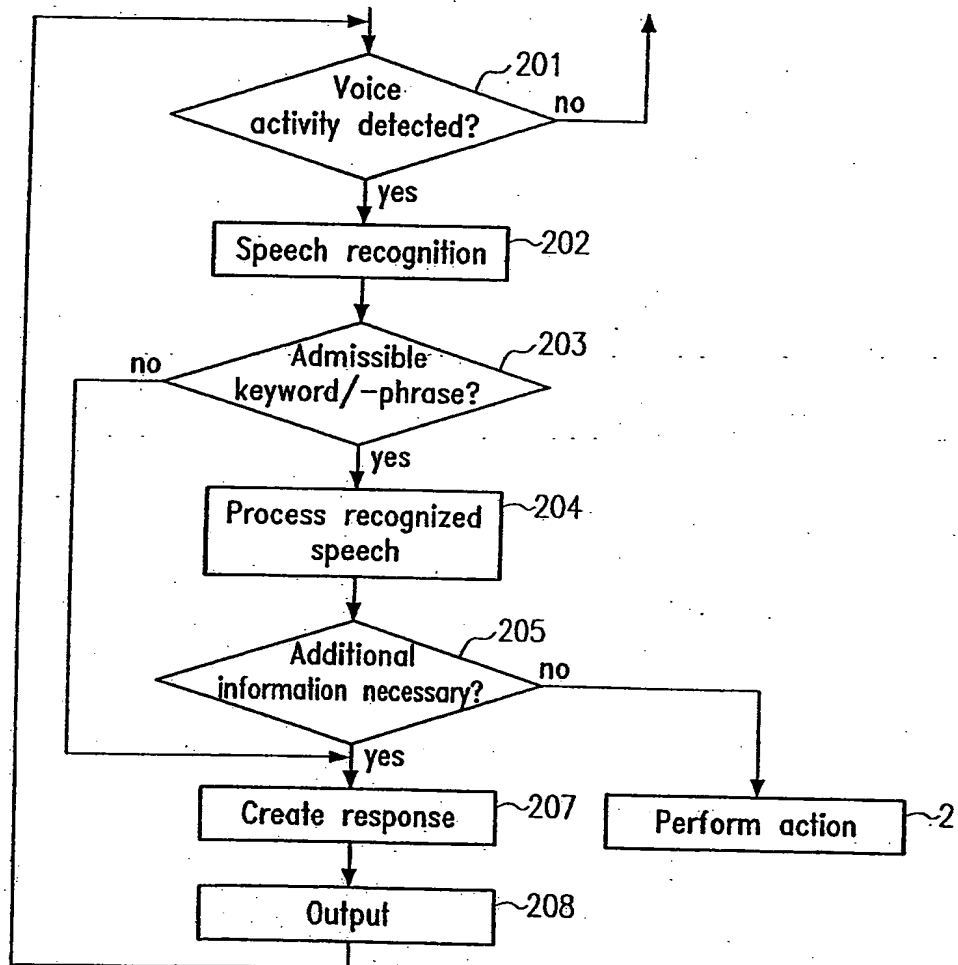 201
Voice
activity detected?
no
yes
Speech recognition
202
203
no
Admissible
keyword/-phrase?
yes
204
Process recognized
speech
205
Additional
information necessary?
no
yes
Create response
207
Perform action
2
Output
208